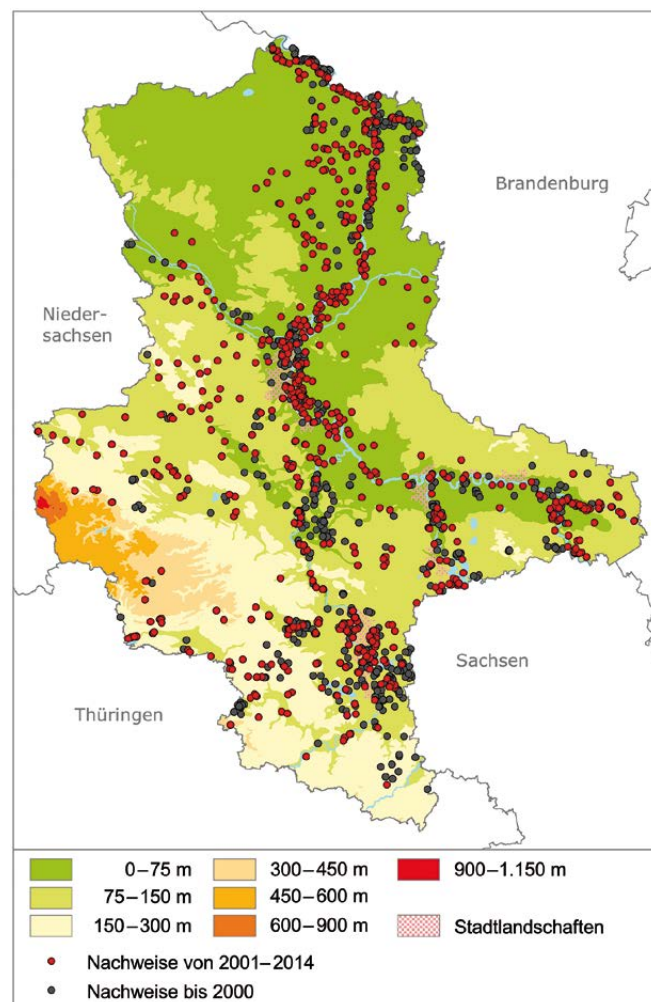 Brandenburg
Nieder-
sachsen
Sachsen
Thüringen
0–75 m
300–450 m
900–1.150 m
75–150 m
450–600 m
150–300 m
600–900 m
Stadtlandschaften
Nachweise von 2001–2014
Nachweise bis 2000